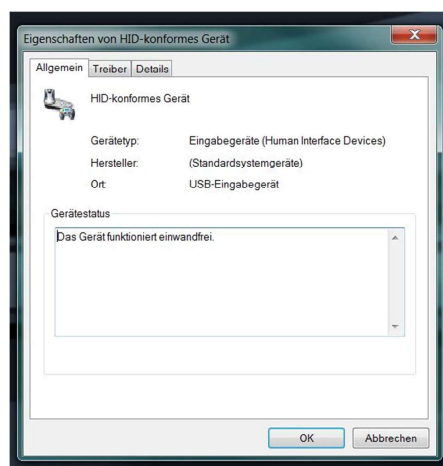 Eigenschaften von HID-konformes Gerät
Allgemein Treiber Details
HID-konformes Gerät
Gerätetyp: Eingabegeräte (Human Interface Devices)
Hersteller: (Standardsystemgeräte)
Ort: USB-Eingabegerät
Gerätestatus
Das Gerät funktioniert einwandfrei.
OK Abbrechen